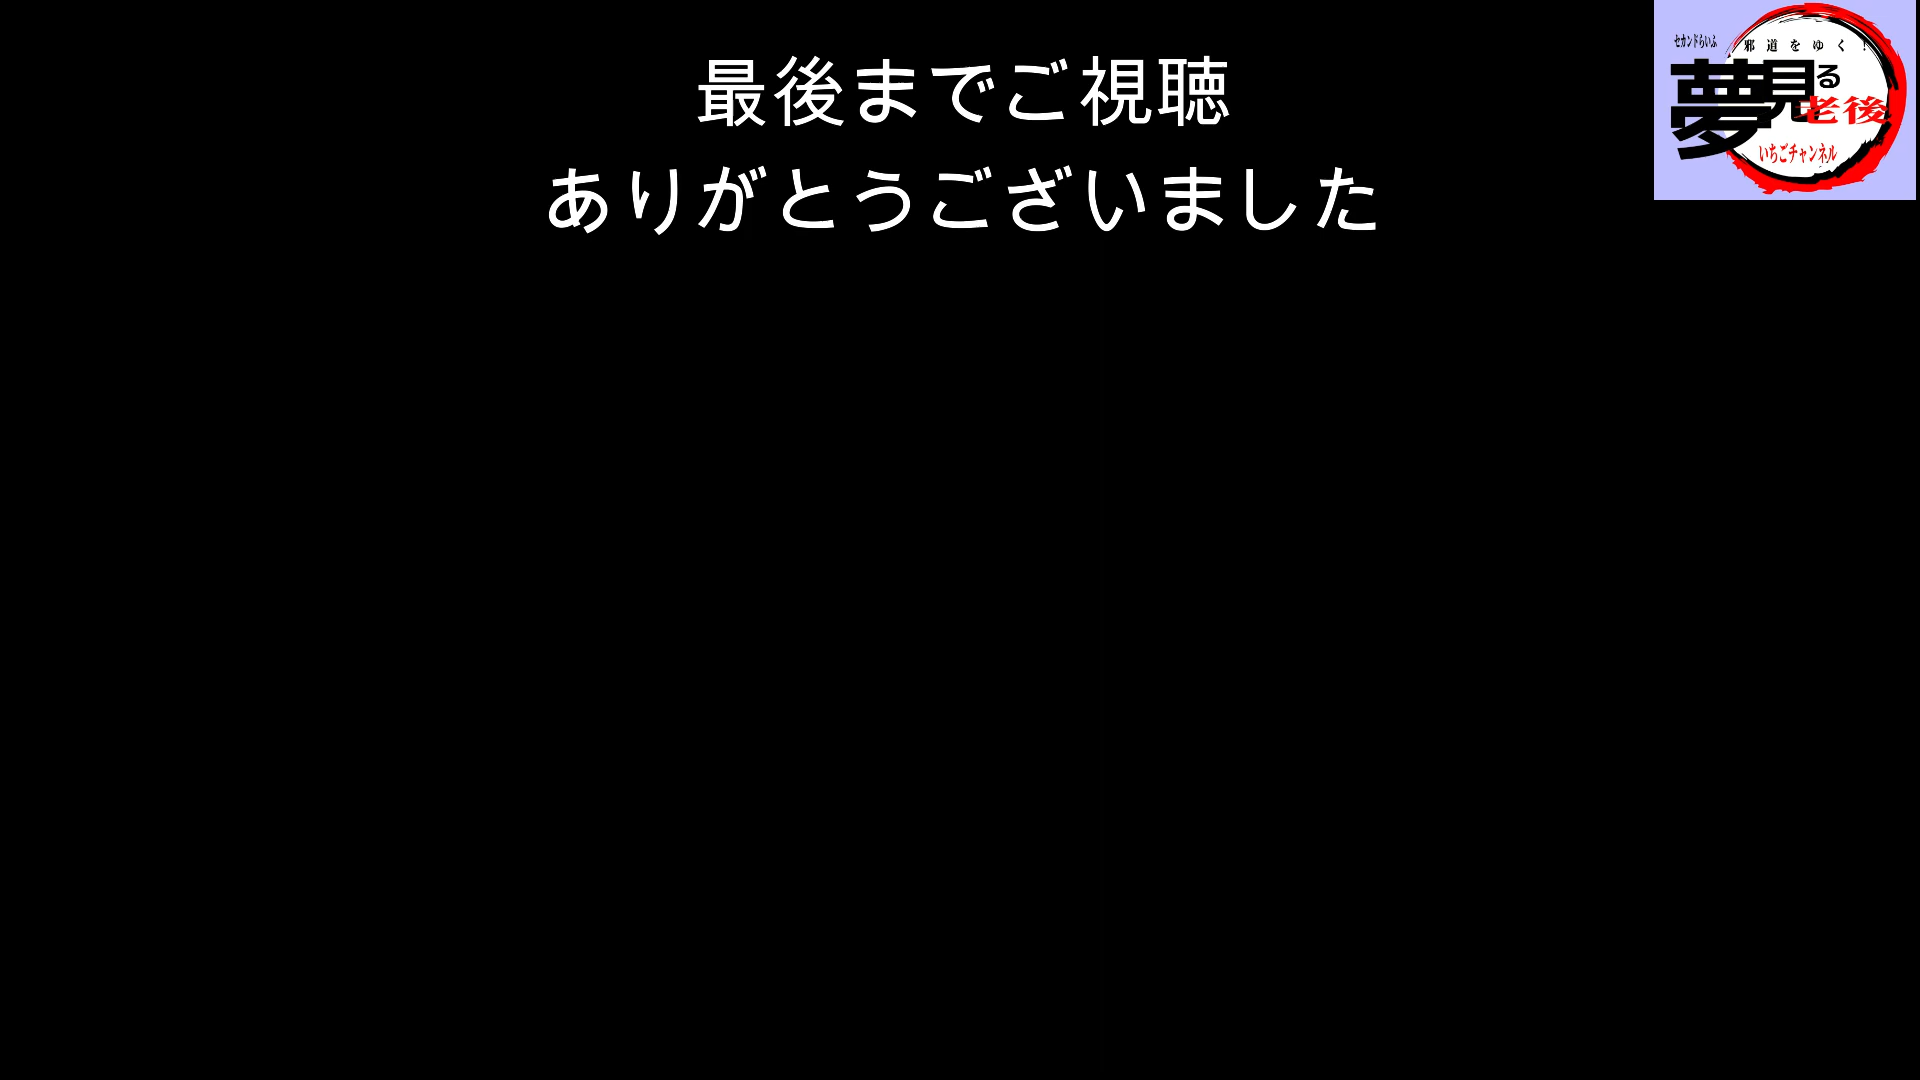 最後までご視聴
ありがとうございました
セカンドらいふ
邪道をゆく!
夢見る
老後
いちごチャンネル